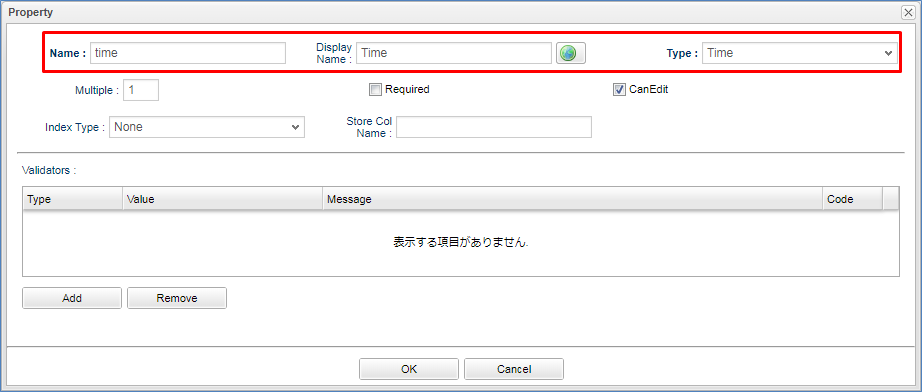 Property
Name : time Display Name : Time Type : Time
Multiple : 1 Required CanEdit
Index Type : None Store Col Name :
Validators :
Type Value Message Code
表示する項目がありません.
Add Remove
OK Cancel